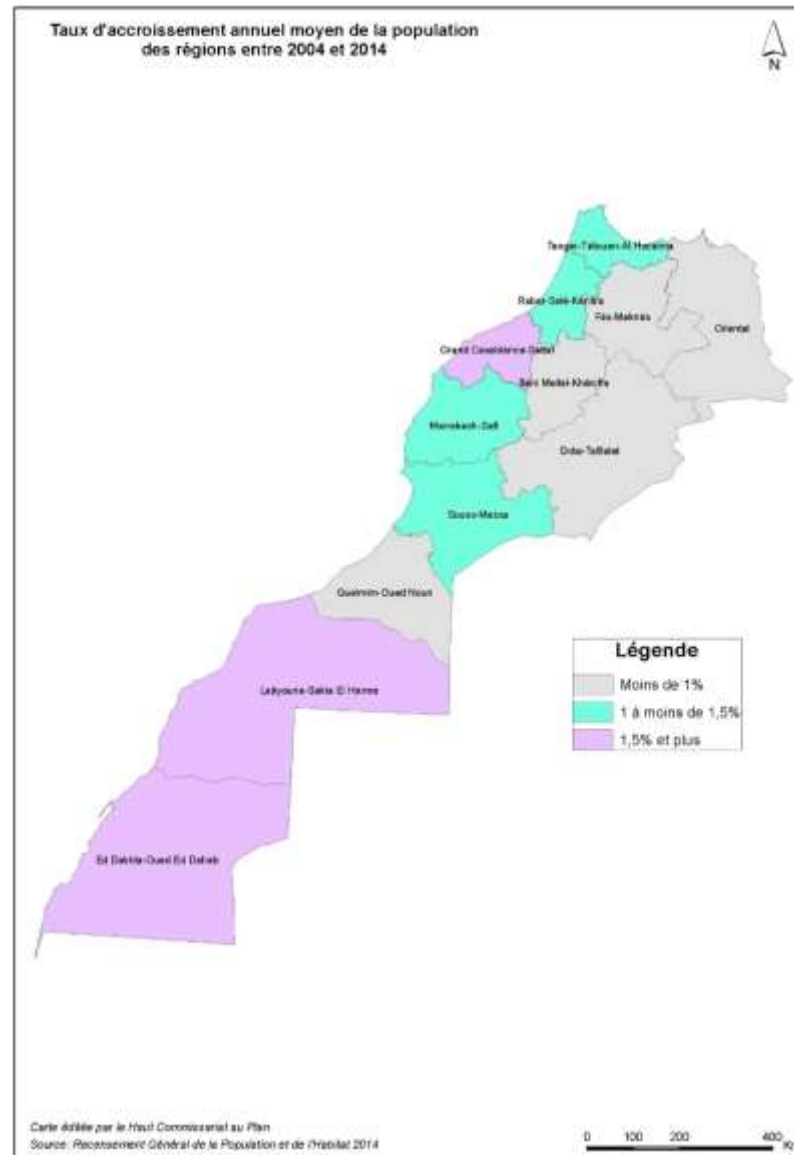 Taux d'accroissement annuel moyen de la population
des régions entre 2004 et 2014
N
Tanger-Tétouan-Al Hoceima
Rabat-Salé-Kénitra
Fès-Meknès
Oriental
Grand Casablanca-Settat
Béni Mellal-Khénifra
Marrakech-Safi
Drâa-Tafilalet
Souss-Massa
Guelmim-Oued Noun
Légende
Moins de 1%
1 à moins de 1,5%
1,5% et plus
Laâyoune-Sakia El Hamra
Ed Dakhla-Oued Ed Dahab
Carte éditée par le Haut Commissariat au Plan
Source: Recensement Général de la Population et de l'Habitat 2014
0 100 200 400